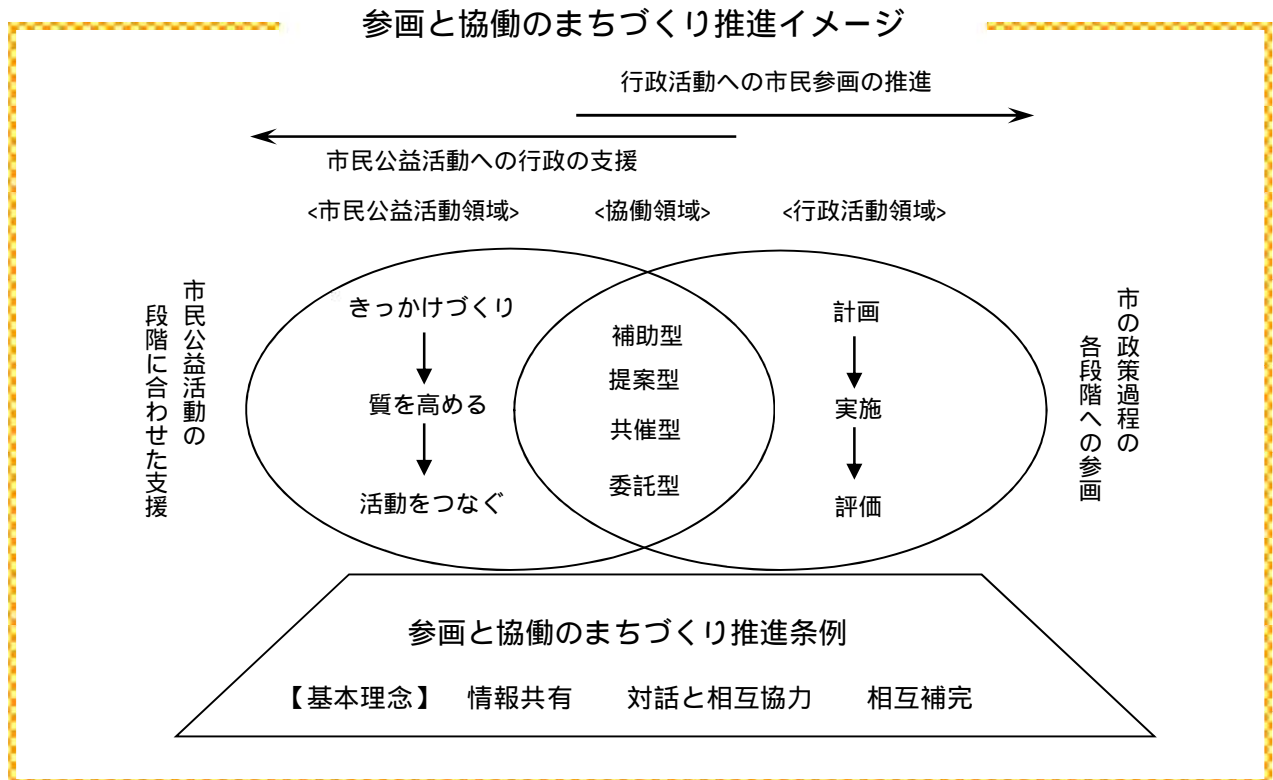 参画と協働のまちづくり推進イメージ
行政活動への市民参画の推進
市民公益活動への行政の支援
<市民公益活動領域> <協働領域> <行政活動領域>
市民公益活動の
段階に合わせた支援
きっかけづくり
質を高める
活動をつなぐ
補助型
提案型
共催型
委託型
計画
実施
評価
市の政策過程の
各段階への参画
参画と協働のまちづくり推進条例
【基本理念】 情報共有 対話と相互協力 相互補完